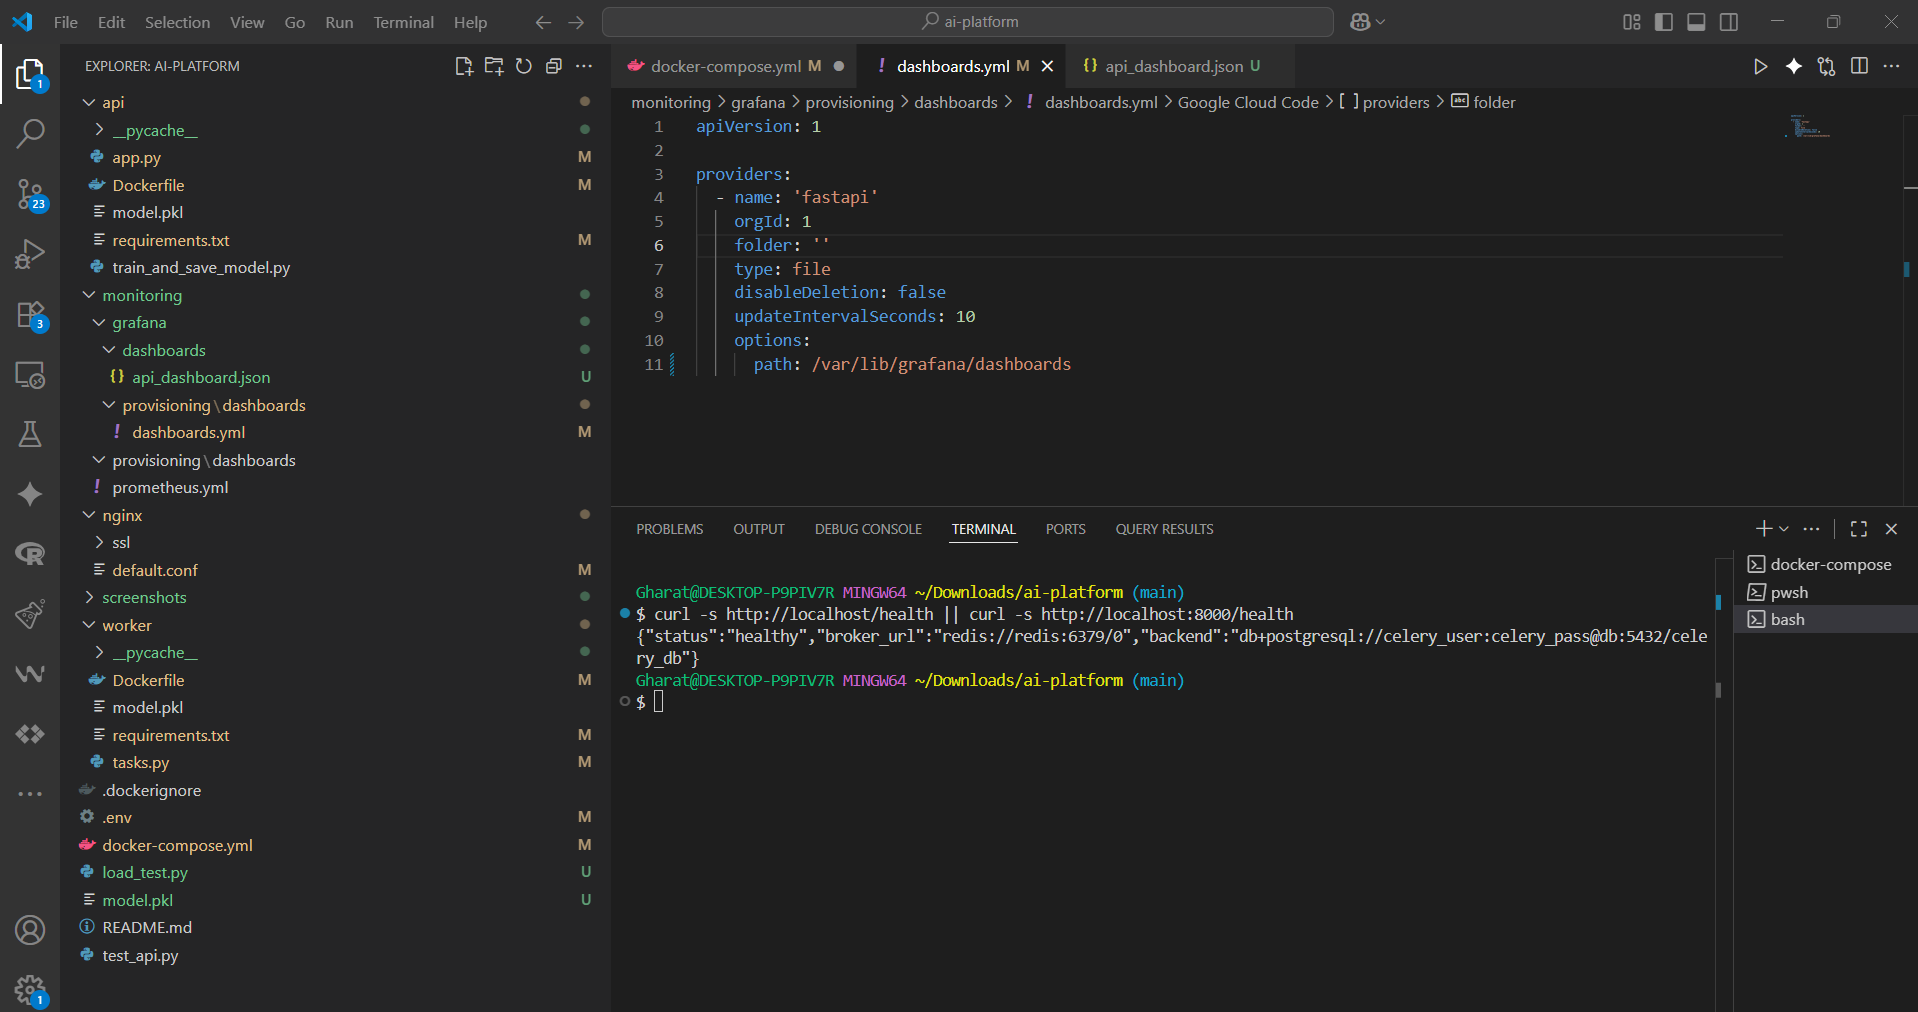 File Edit Selection View Go Run Terminal Help
ai-platform
EXPLORER: AI-PLATFORM
api
__pycache__
app.py M
Dockerfile M
model.pkl
requirements.txt M
train_and_save_model.py
monitoring
grafana
dashboards
{} api_dashboard.json U
provisioning\dashboards
! dashboards.yml M
provisioning\dashboards
! prometheus.yml
nginx
ssl
default.conf M
screenshots
worker
__pycache__
Dockerfile M
model.pkl
requirements.txt M
tasks.py M
.dockerignore
.env M
docker-compose.yml M
load_test.py U
model.pkl U
README.md
test_api.py
1
23
3
R
1
docker-compose.yml M
! dashboards.yml M
{} api_dashboard.json U
monitoring > grafana > provisioning > dashboards > ! dashboards.yml > Google Cloud Code > [ ] providers > abc folder
1 apiVersion: 1
2
3 providers:
4 - name: 'fastapi'
5 orgId: 1
6 folder: ''
7 type: file
8 disableDeletion: false
9 updateIntervalSeconds: 10
10 options:
11 path: /var/lib/grafana/dashboards
PROBLEMS OUTPUT DEBUG CONSOLE TERMINAL PORTS QUERY RESULTS
Gharat@DESKTOP-P9PIV7R MINGW64 ~/Downloads/ai-platform (main)
$ curl -s http://localhost/health || curl -s http://localhost:8000/health
{"status":"healthy","broker_url":"redis://redis:6379/0","backend":"db+postgresql://celery_user:celery_pass@db:5432/cele
ry_db"}
Gharat@DESKTOP-P9PIV7R MINGW64 ~/Downloads/ai-platform (main)
$
docker-compose
pwsh
bash